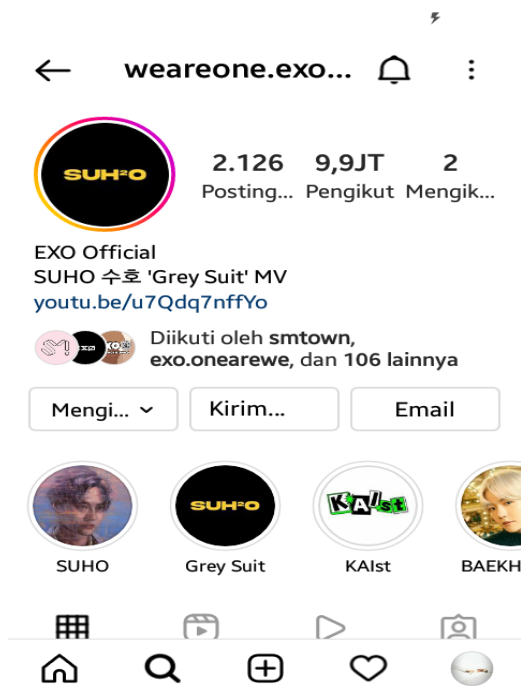 weareone.exo...
SUH²O
2.126 9,9JT 2
Posting... Pengikut Mengik...
EXO Official
SUHO 수호 'Grey Suit' MV
youtu.be/u7Qdq7nffYo
Diikuti oleh smtown,
exo.onearewe, dan 106 lainnya
Mengi... Kirim... Email
SUH²O KAIst
SUHO Grey Suit KAIst BAEKH